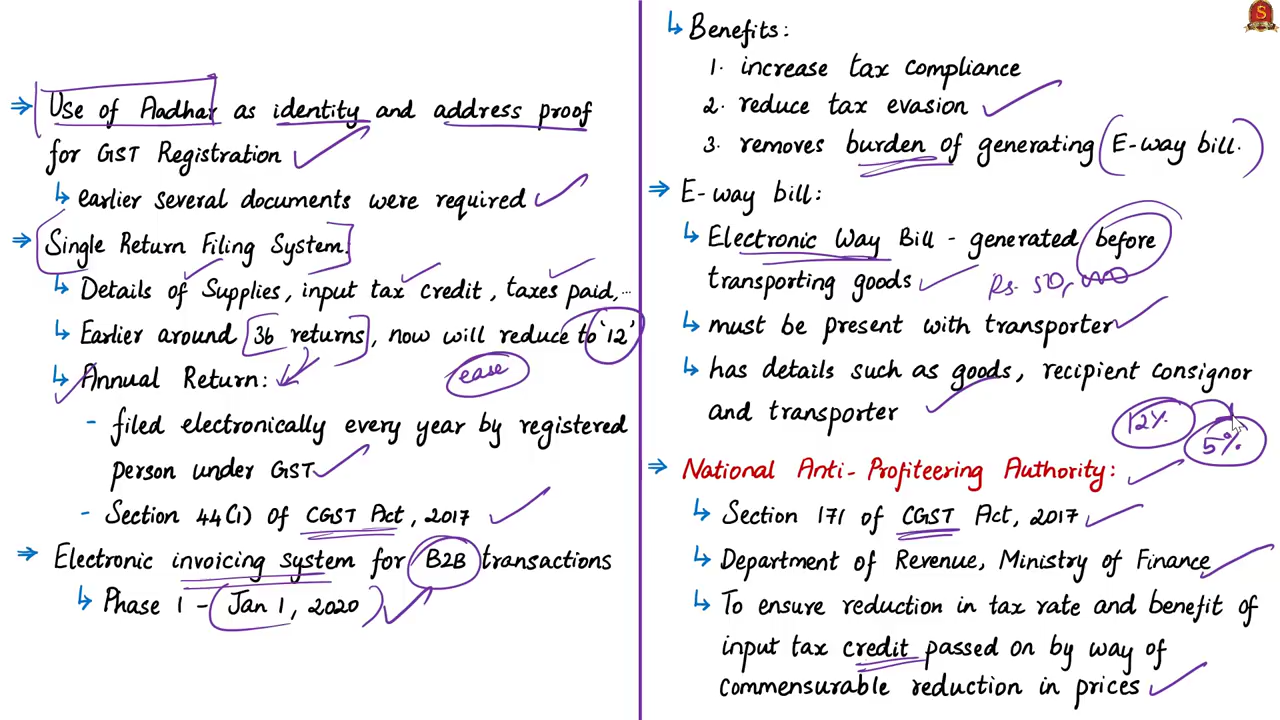 ⇒ Use of Aadhar as identity and address proof
for GST Registration
↳ earlier several documents were required
⇒ Single Return Filing System.
↳ Details of Supplies, input tax credit, taxes paid,...
↳ Earlier around 36 returns, now will reduce to '12'
ease
↳ Annual Return:
- filed electronically every year by registered
person under GST
- Section 44(1) of CGST Act, 2017
⇒ Electronic invoicing system for B2B transactions
↳ Phase 1 - Jan 1, 2020
↳ Benefits:
1. increase tax compliance
2. reduce tax evasion
3. removes burden of generating E-way bill.
⇒ E-way bill:
↳ Electronic Way Bill - generated before
transporting goods
Rs. 50,000
↳ must be present with transporter
↳ has details such as goods, recipient consignor
and transporter
12%
5%
⇒ National Anti-Profiteering Authority:
↳ Section 171 of CGST Act, 2017
↳ Department of Revenue, Ministry of Finance
↳ To ensure reduction in tax rate and benefit of
input tax credit passed on by way of
commensurable reduction in prices
S